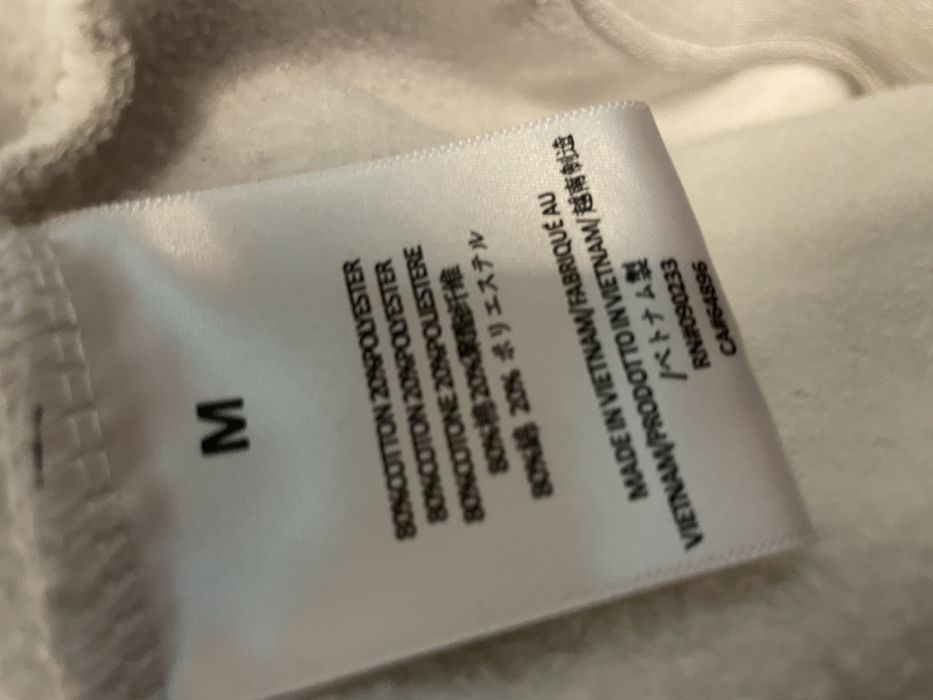 M
80%COTTON 20%POLYESTER
80%COTON 20%POLYESTER
80%COTONE 20%POLIESTERE
80%棉 20%聚酯纤维
80%綿 20% ポリエステル
MADE IN VIETNAM/FABRIQUÉ AU
VIETNAM/PRODOTTO IN VIETNAM/越南制造
/ベトナム製
RN#090233
CA#64896